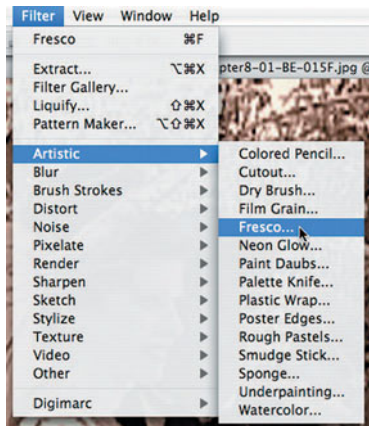 Filter View Window Help
Fresco ⌘F
Extract... ⌥⌘X
pter8-01-BE-015F.jpg @
Filter Gallery...
Liquify... ⇧⌘X
Pattern Maker... ⌥⇧⌘X
Artistic
Blur
Brush Strokes
Distort
Noise
Pixelate
Render
Sharpen
Sketch
Stylize
Texture
Video
Other
Digimarc
Colored Pencil...
Cutout...
Dry Brush...
Film Grain...
Fresco...
Neon Glow...
Paint Daubs...
Palette Knife...
Plastic Wrap...
Poster Edges...
Rough Pastels...
Smudge Stick...
Sponge...
Underpainting...
Watercolor...